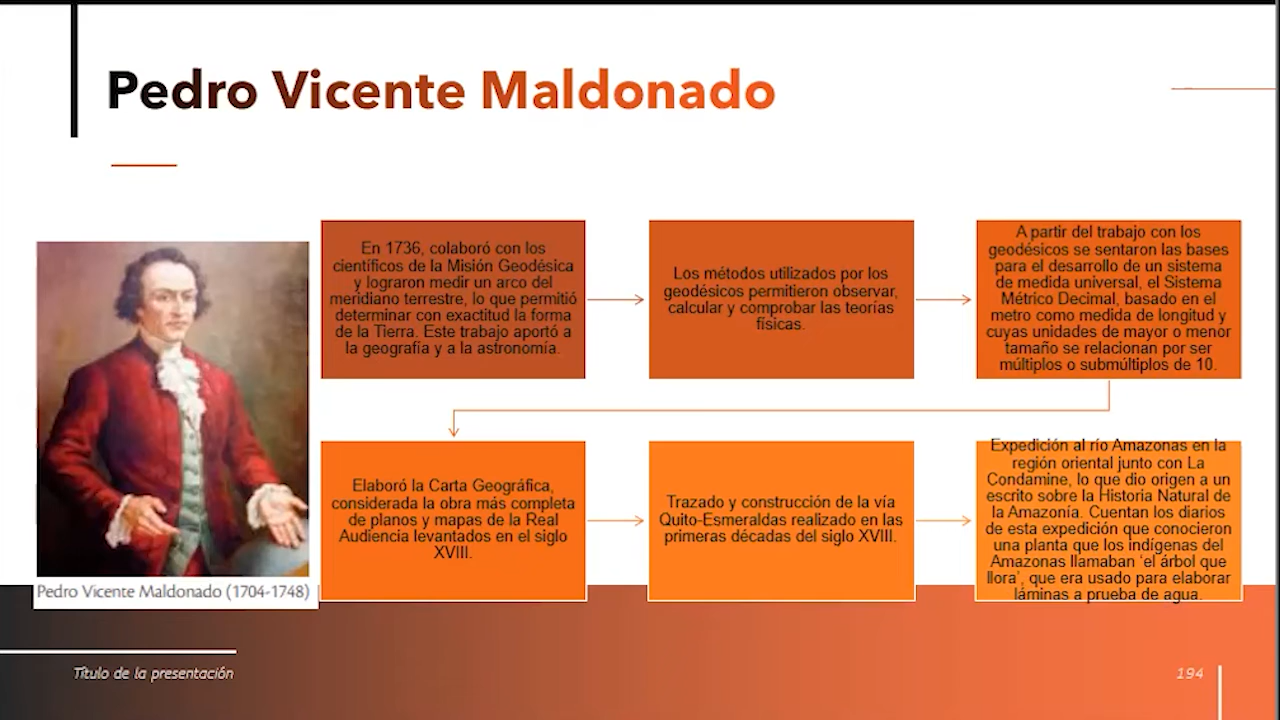 Pedro Vicente Maldonado
En 1736, colaboró con los
científicos de la Misión Geodésica
y lograron medir un arco del
meridiano terrestre, lo que permitió
determinar con exactitud la forma
de la Tierra. Este trabajo aportó a
la geografía y a la astronomía.
Los métodos utilizados por los
geodésicos permitieron observar,
calcular y comprobar las teorías
físicas.
A partir del trabajo con los
geodésicos se sentaron las bases
para el desarrollo de un sistema
de medida universal, el Sistema
Métrico Decimal, basado en el
metro como medida de longitud y
cuyas unidades de mayor o menor
tamaño se relacionan por ser
múltiplos o submúltiplos de 10.
Elaboró la Carta Geográfica,
considerada la obra más completa
de planos y mapas de la Real
Audiencia levantados en el siglo
XVIII.
Trazado y construcción de la vía
Quito-Esmeraldas realizado en las
primeras décadas del siglo XVIII.
Expedición al río Amazonas en la
región oriental junto con La
Condamine, lo que dio origen a un
escrito sobre la Historia Natural de
la Amazonía. Cuentan los diarios
de esta expedición que conocieron
una planta que los indígenas del
Amazonas llamaban ‘el árbol que
llora’, que era usado para elaborar
láminas a prueba de agua.
Pedro Vicente Maldonado (1704-1748)
Título de la presentación
194